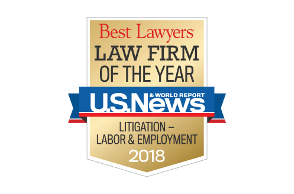 Best Lawyers
LAW FIRM
OF THE YEAR
U.S.News
& WORLD REPORT
LITIGATION –
LABOR & EMPLOYMENT
2018